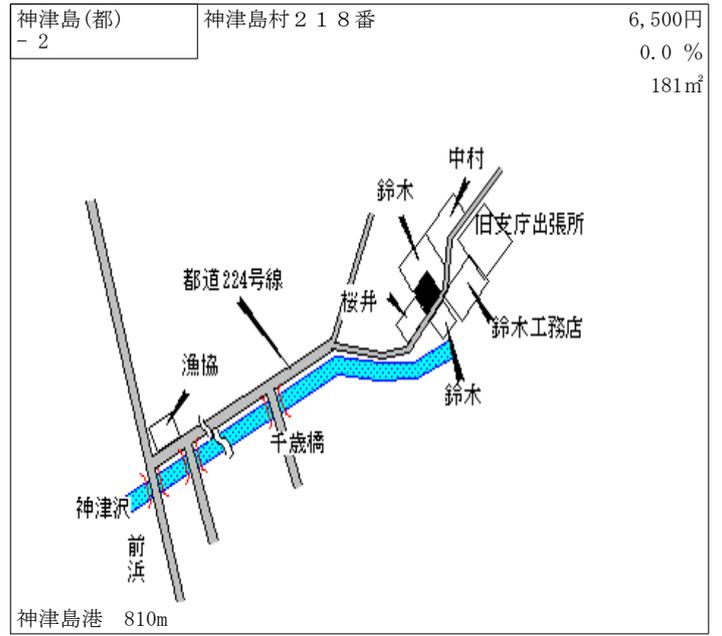 神津島(都)
－２
神津島村２１８番
6,500円
0.0 %
181㎡
中村
鈴木
旧支庁出張所
都道224号線
桜井
鈴木工務店
漁協
鈴木
千歳橋
神津沢
前浜
神津島港　810m